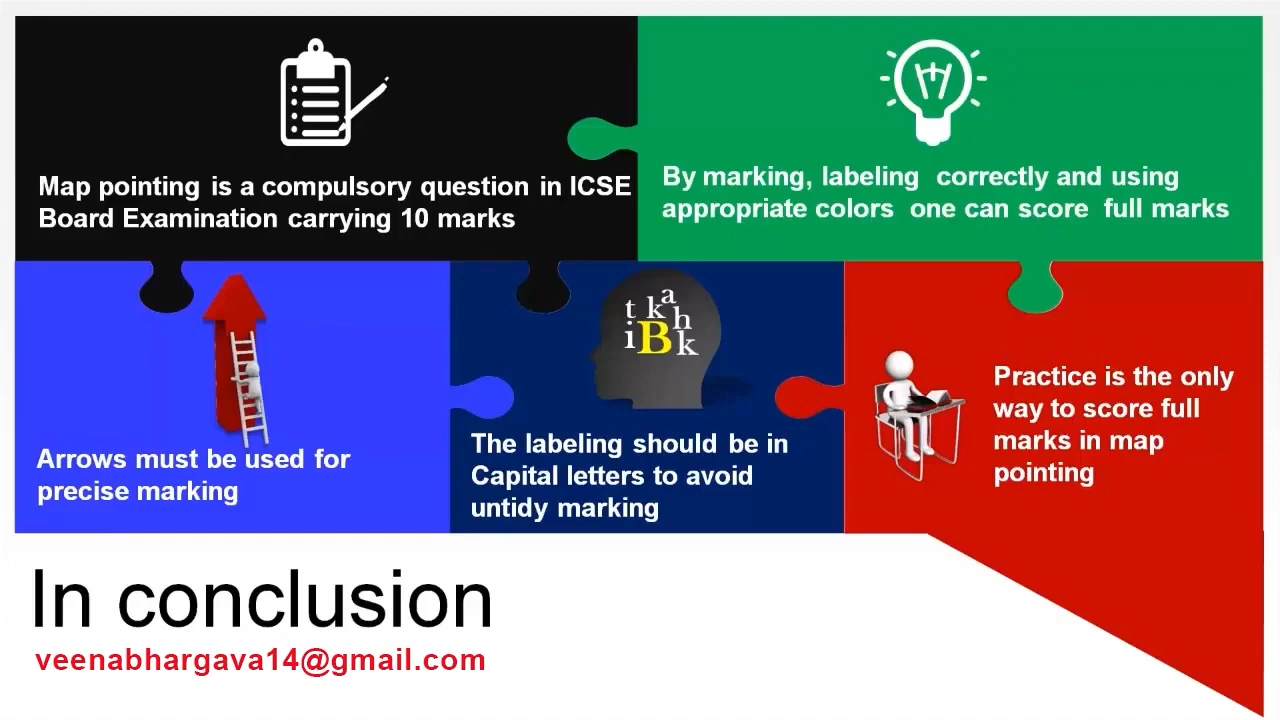 Map pointing is a compulsory question in ICSE
Board Examination carrying 10 marks
By marking, labeling correctly and using
appropriate colors one can score full marks
Arrows must be used for
precise marking
t k a h
i B k
The labeling should be in
Capital letters to avoid
untidy marking
Practice is the only
way to score full
marks in map
pointing
In conclusion
veenabhargava14@gmail.com